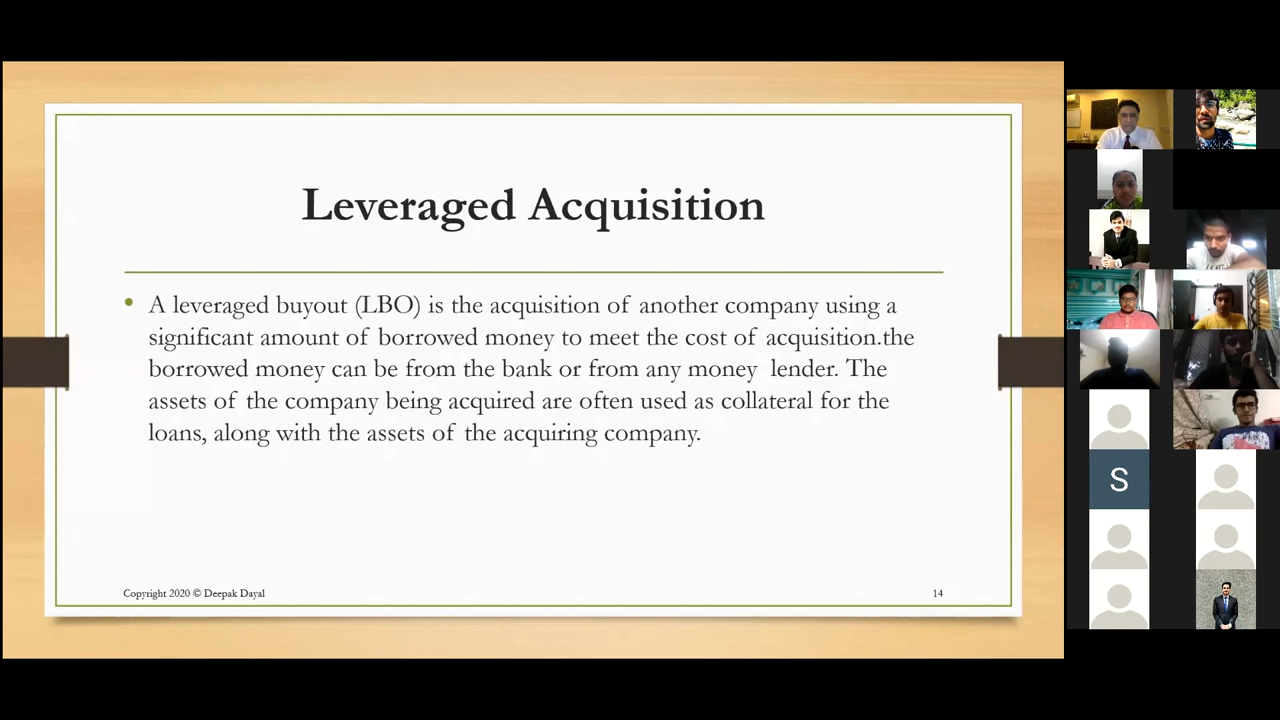 Leveraged Acquisition
• A leveraged buyout (LBO) is the acquisition of another company using a
significant amount of borrowed money to meet the cost of acquisition.the
borrowed money can be from the bank or from any money lender. The
assets of the company being acquired are often used as collateral for the
loans, along with the assets of the acquiring company.
Copyright 2020 © Deepak Dayal
14
S